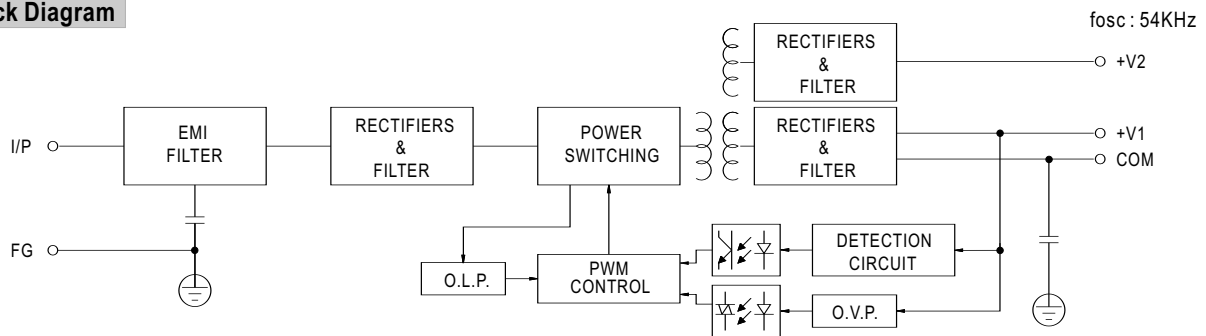 ck Diagram
fosc : 54KHz
RECTIFIERS
&
FILTER
+V2
I/P
EMI
FILTER
RECTIFIERS
&
FILTER
POWER
SWITCHING
RECTIFIERS
&
FILTER
+V1
COM
FG
O.L.P.
PWM
CONTROL
DETECTION
CIRCUIT
O.V.P.